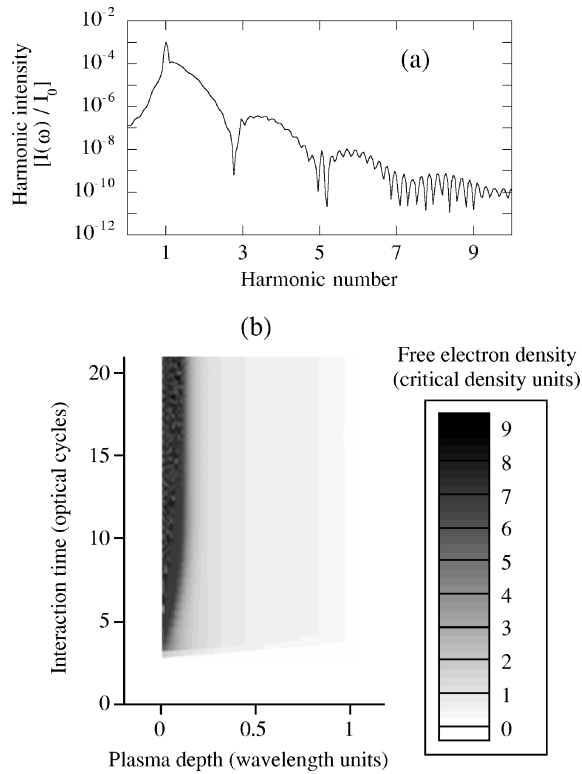 (a)
Harmonic intensity
[I(ω) / I₀]
10⁻²
10⁻⁴
10⁻⁶
10⁻⁸
10⁻¹⁰
10⁻¹²
1 3 5 7 9
Harmonic number
(b)
Interaction time (optical cycles)
20
15
10
5
0
0 0.5 1
Plasma depth (wavelength units)
Free electron density
(critical density units)
9
8
7
6
5
4
3
2
1
0